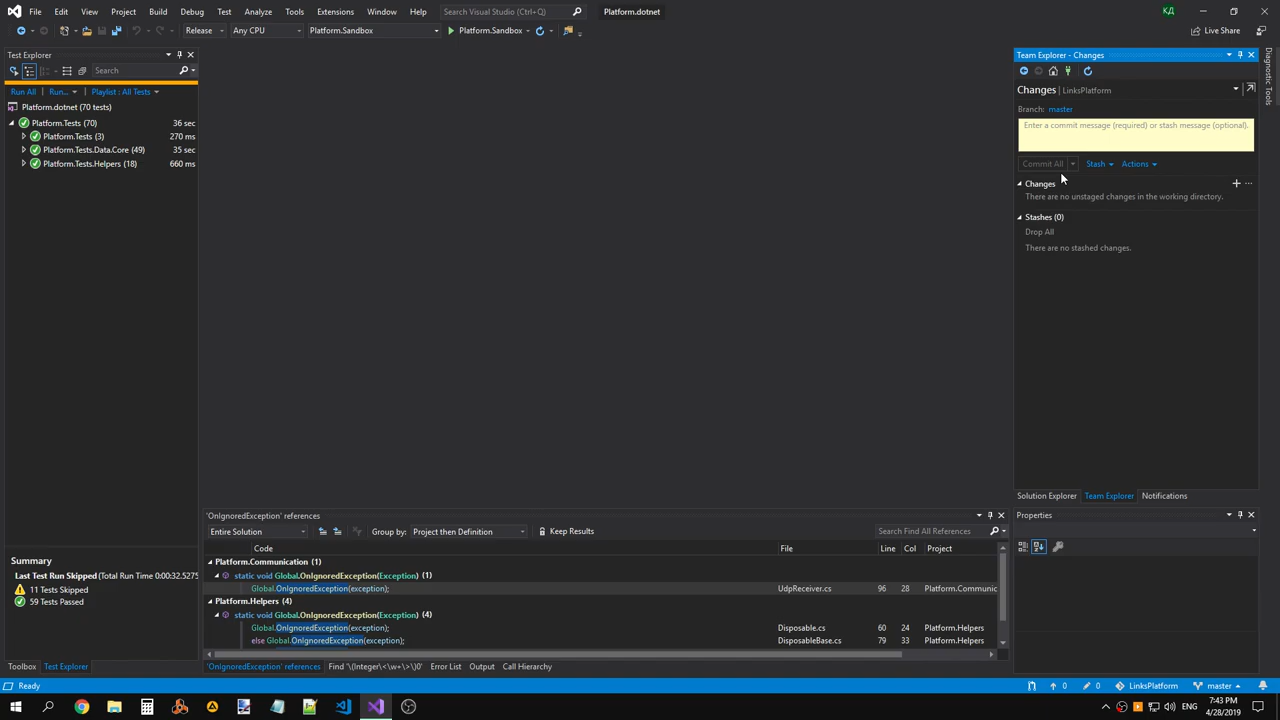 File Edit View Project Build Debug Test Analyze Tools Extensions Window Help Search Visual Studio (Ctrl+Q) Platform.dotnet КД
Release Any CPU Platform.Sandbox Platform.Sandbox Live Share
Test Explorer
Search
Run All Run... Playlist : All Tests
Platform.dotnet (70 tests)
Platform.Tests (70) 36 sec
Platform.Tests (3) 270 ms
Platform.Tests.Data.Core (49) 35 sec
Platform.Tests.Helpers (18) 660 ms
Summary
Last Test Run Skipped (Total Run Time 0:00:32.5275
11 Tests Skipped
59 Tests Passed
Toolbox Test Explorer
'OnIgnoredException' references
Entire Solution Group by: Project then Definition Keep Results Search Find All References
Code File Line Col Project
Platform.Communication (1)
static void Global.OnIgnoredException(Exception) (1)
Global.OnIgnoredException(exception); UdpReceiver.cs 96 28 Platform.Communic
Platform.Helpers (4)
static void Global.OnIgnoredException(Exception) (4)
Global.OnIgnoredException(exception); Disposable.cs 60 24 Platform.Helpers
else Global.OnIgnoredException(exception); DisposableBase.cs 79 33 Platform.Helpers
'OnIgnoredException' references Find '\(Integer\<\w+\>\)0' Error List Output Call Hierarchy
Team Explorer - Changes
Changes | LinksPlatform
Branch: master
Enter a commit message (required) or stash message (optional).
Commit All Stash Actions
Changes
There are no unstaged changes in the working directory.
Stashes (0)
Drop All
There are no stashed changes.
Solution Explorer Team Explorer Notifications
Properties
Diagnostic Tools
Ready 0 0 LinksPlatform master
ENG 7:43 PM
4/28/2019